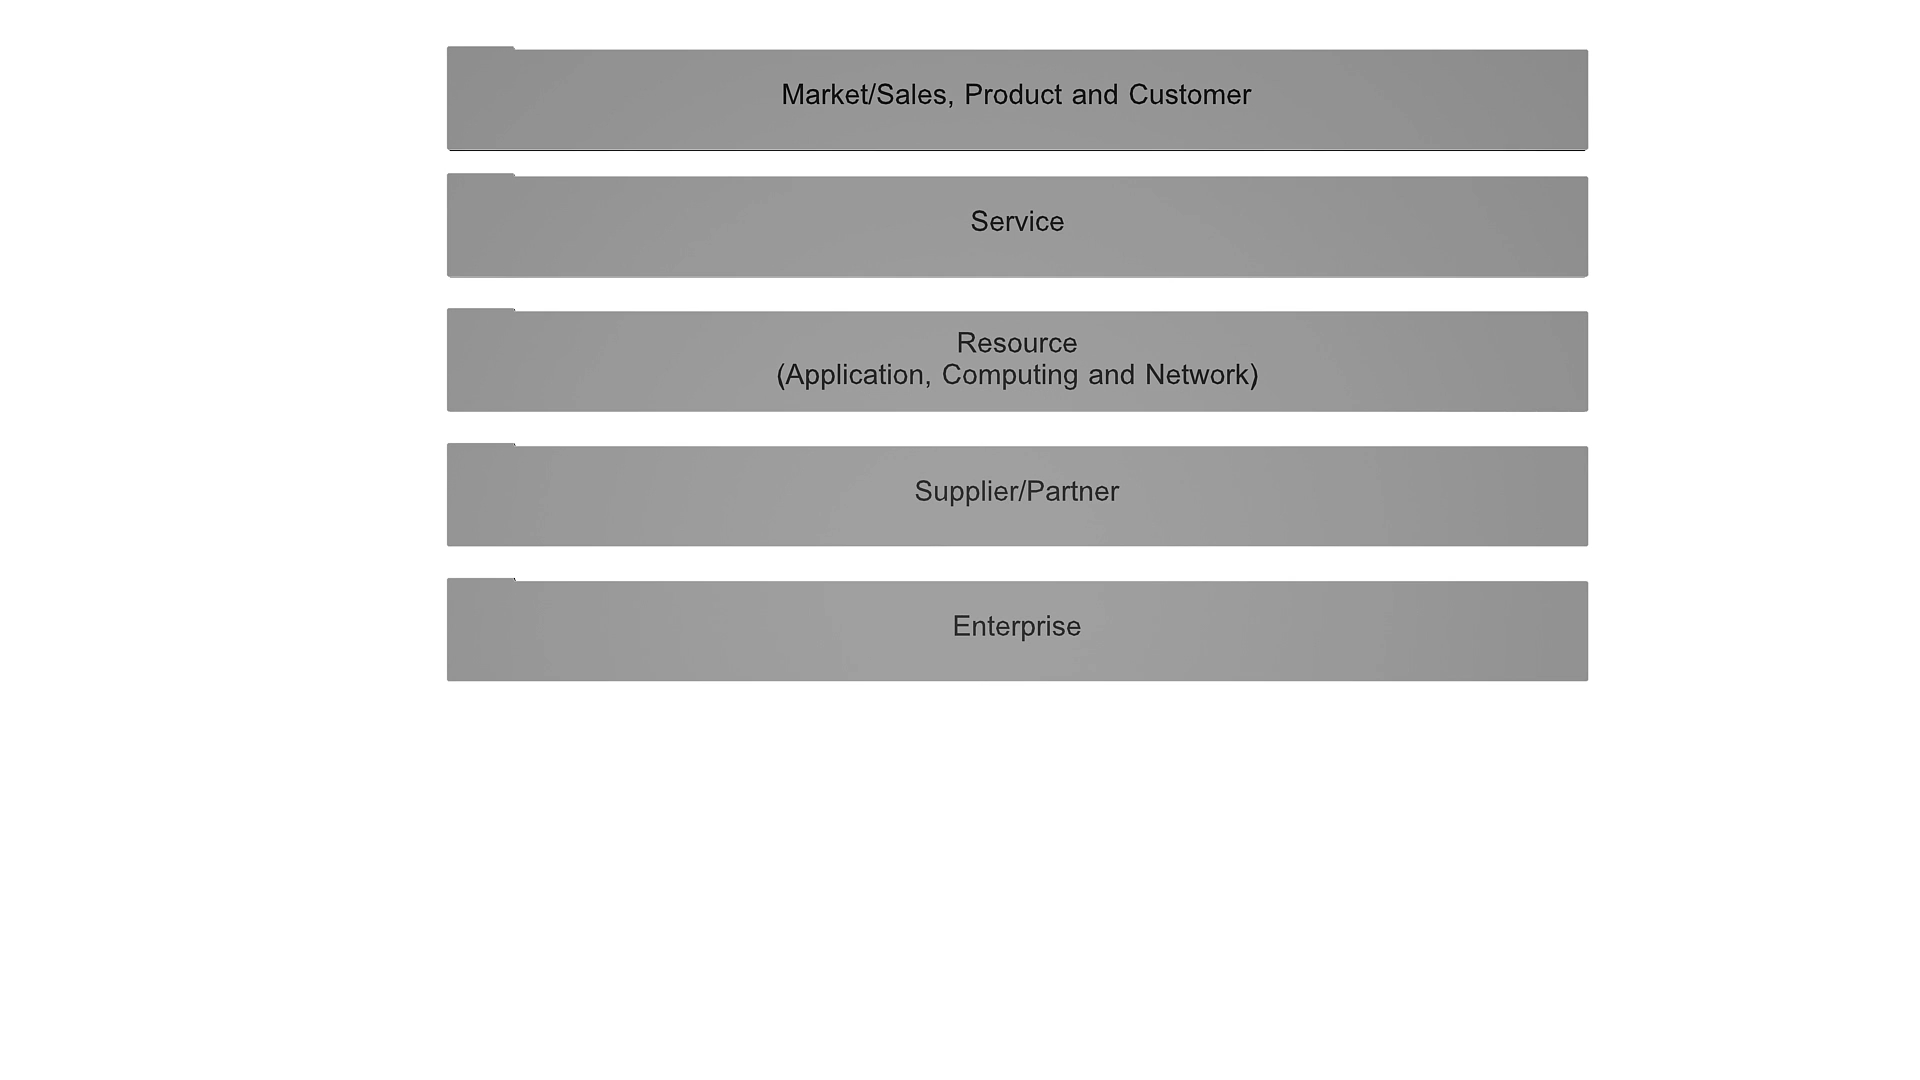 Market/Sales, Product and Customer
Service
Resource
(Application, Computing and Network)
Supplier/Partner
Enterprise